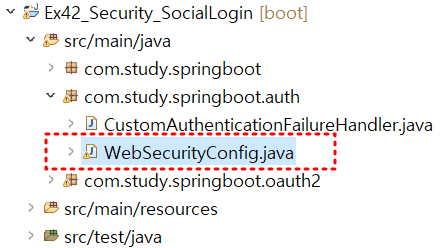 Ex42_Security_SocialLogin [boot]
src/main/java
com.study.springboot
com.study.springboot.auth
CustomAuthenticationFailureHandler.java
WebSecurityConfig.java
com.study.springboot.oauth2
src/main/resources
src/test/java